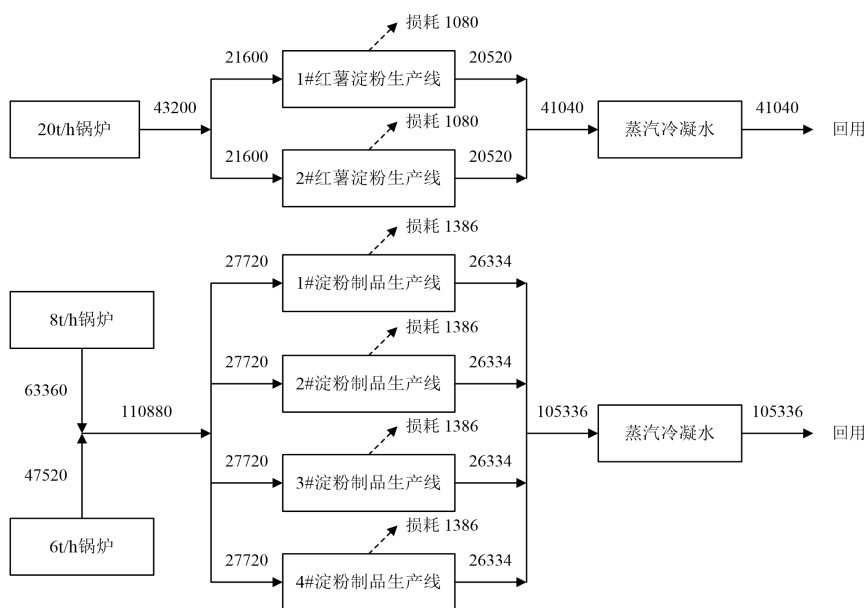 损耗 1080
21600
20520
1#红薯淀粉生产线
43200
41040
41040
20t/h锅炉
蒸汽冷凝水
回用
损耗 1080
21600
20520
2#红薯淀粉生产线
损耗 1386
27720
26334
1#淀粉制品生产线
8t/h锅炉
损耗 1386
27720
26334
2#淀粉制品生产线
63360
110880
105336
105336
蒸汽冷凝水
回用
损耗 1386
27720
26334
47520
3#淀粉制品生产线
损耗 1386
6t/h锅炉
27720
26334
4#淀粉制品生产线